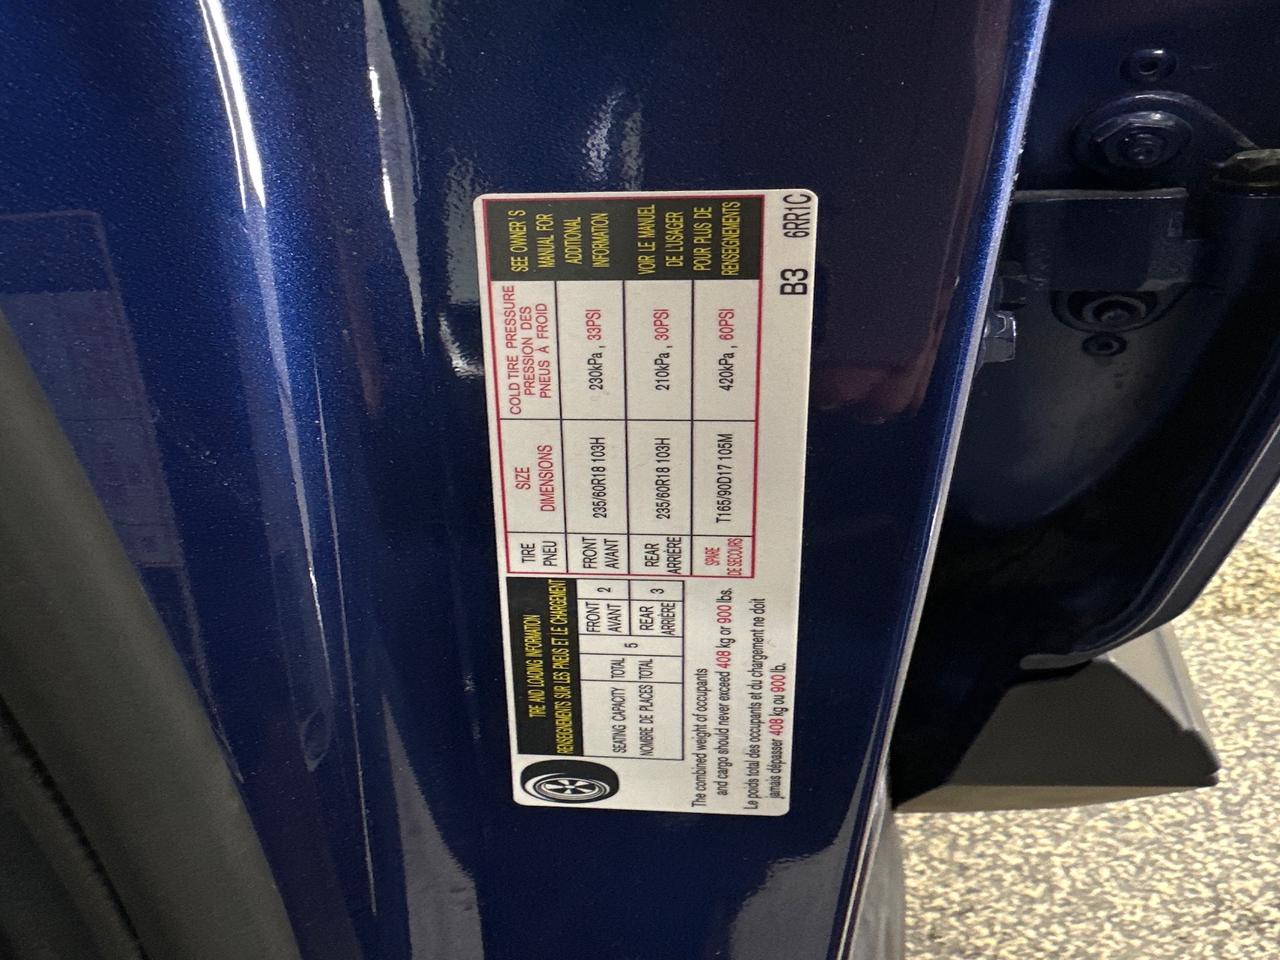 TIRE AND LOADING INFORMATION
RENSEIGNEMENTS SUR LES PNEUS ET LE CHARGEMENT
SEATING CAPACITY TOTAL 5 FRONT 2
NOMBRE DE PLACES TOTAL AVANT
REAR 3
ARRIÈRE
The combined weight of occupants
and cargo should never exceed 408 kg or 900 lbs.
Le poids total des occupants et du chargement ne doit
jamais dépasser 408 kg ou 900 lb.
TIRE SIZE COLD TIRE PRESSURE
PNEU DIMENSIONS PRESSION DES
PNEUS À FROID
FRONT 235/60R18 103H 230kPa , 33PSI
AVANT
REAR 235/60R18 103H 210kPa , 30PSI
ARRIÈRE
SPARE T165/90D17 105M 420kPa , 60PSI
DE SECOURS
SEE OWNER'S
MANUAL FOR
ADDITIONAL
INFORMATION
VOIR LE MANUEL
DE L'USAGER
POUR PLUS DE
RENSEIGNEMENTS
B3 6RR1C